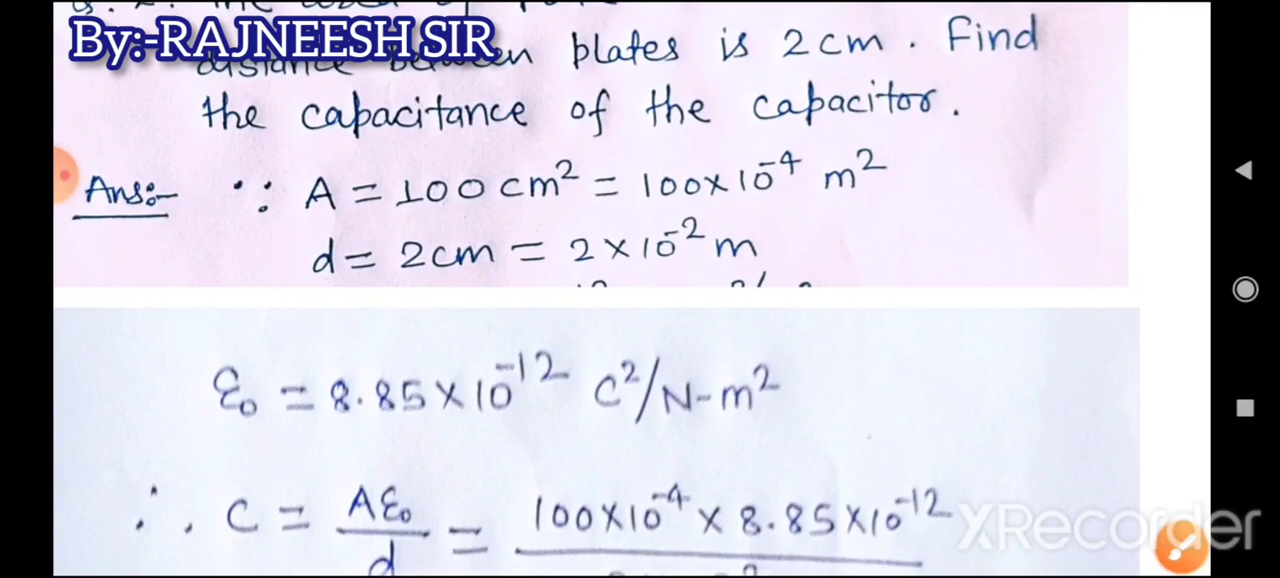 By:-RAJNEESH SIR
distance between plates is 2 cm. Find
the capacitance of the capacitor.
Ans:- ∵ A = 100 cm² = 100×10⁻⁴ m²
d = 2cm = 2×10⁻² m
ε₀ = 8.85×10⁻¹² C²/N-m²
∴ C = Aε₀/d = 100×10⁻⁴ × 8.85×10⁻¹²
XRecorder